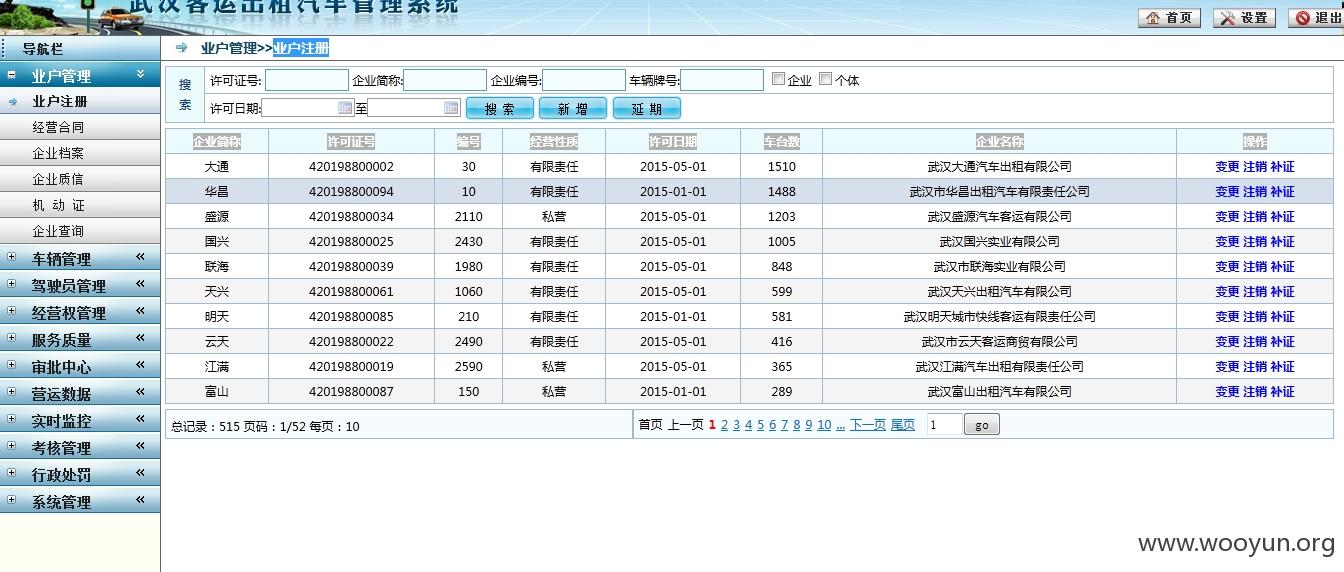 武汉客运出租汽车管理系统
首页 设置 退出
导航栏
业户管理>>业户注册
业户管理
业户注册
经营合同
企业档案
企业质信
机 动 证
企业查询
车辆管理
驾驶员管理
经营权管理
服务质量
审批中心
营运数据
实时监控
考核管理
行政处罚
系统管理
搜索
许可证号: 企业简称: 企业编号: 车辆牌号: 企业 个体
许可日期: 至 搜 索 新 增 延 期
企业简称 许可证号 编号 经营性质 许可日期 车台数 企业名称 操作
大通 420198800002 30 有限责任 2015-05-01 1510 武汉大通汽车出租有限公司 变更 注销 补证
华昌 420198800094 10 有限责任 2015-01-01 1488 武汉市华昌出租汽车有限责任公司 变更 注销 补证
盛源 420198800034 2110 私营 2015-05-01 1203 武汉盛源汽车客运有限公司 变更 注销 补证
国兴 420198800025 2430 有限责任 2015-05-01 1005 武汉国兴实业有限公司 变更 注销 补证
联海 420198800039 1980 有限责任 2015-05-01 848 武汉市联海实业有限公司 变更 注销 补证
天兴 420198800061 1060 有限责任 2015-05-01 599 武汉天兴出租汽车有限公司 变更 注销 补证
明天 420198800085 210 有限责任 2015-01-01 581 武汉明天城市快线客运有限责任公司 变更 注销 补证
云天 420198800022 2490 有限责任 2015-05-01 416 武汉市云天客运商贸有限公司 变更 注销 补证
江满 420198800019 2590 私营 2015-05-01 365 武汉江满汽车出租有限责任公司 变更 注销 补证
富山 420198800087 150 私营 2015-01-01 289 武汉富山出租汽车有限公司 变更 注销 补证
总记录：515 页码：1/52 每页：10
首页 上一页 1 2 3 4 5 6 7 8 9 10 ... 下一页 尾页 1 go
www.wooyun.org